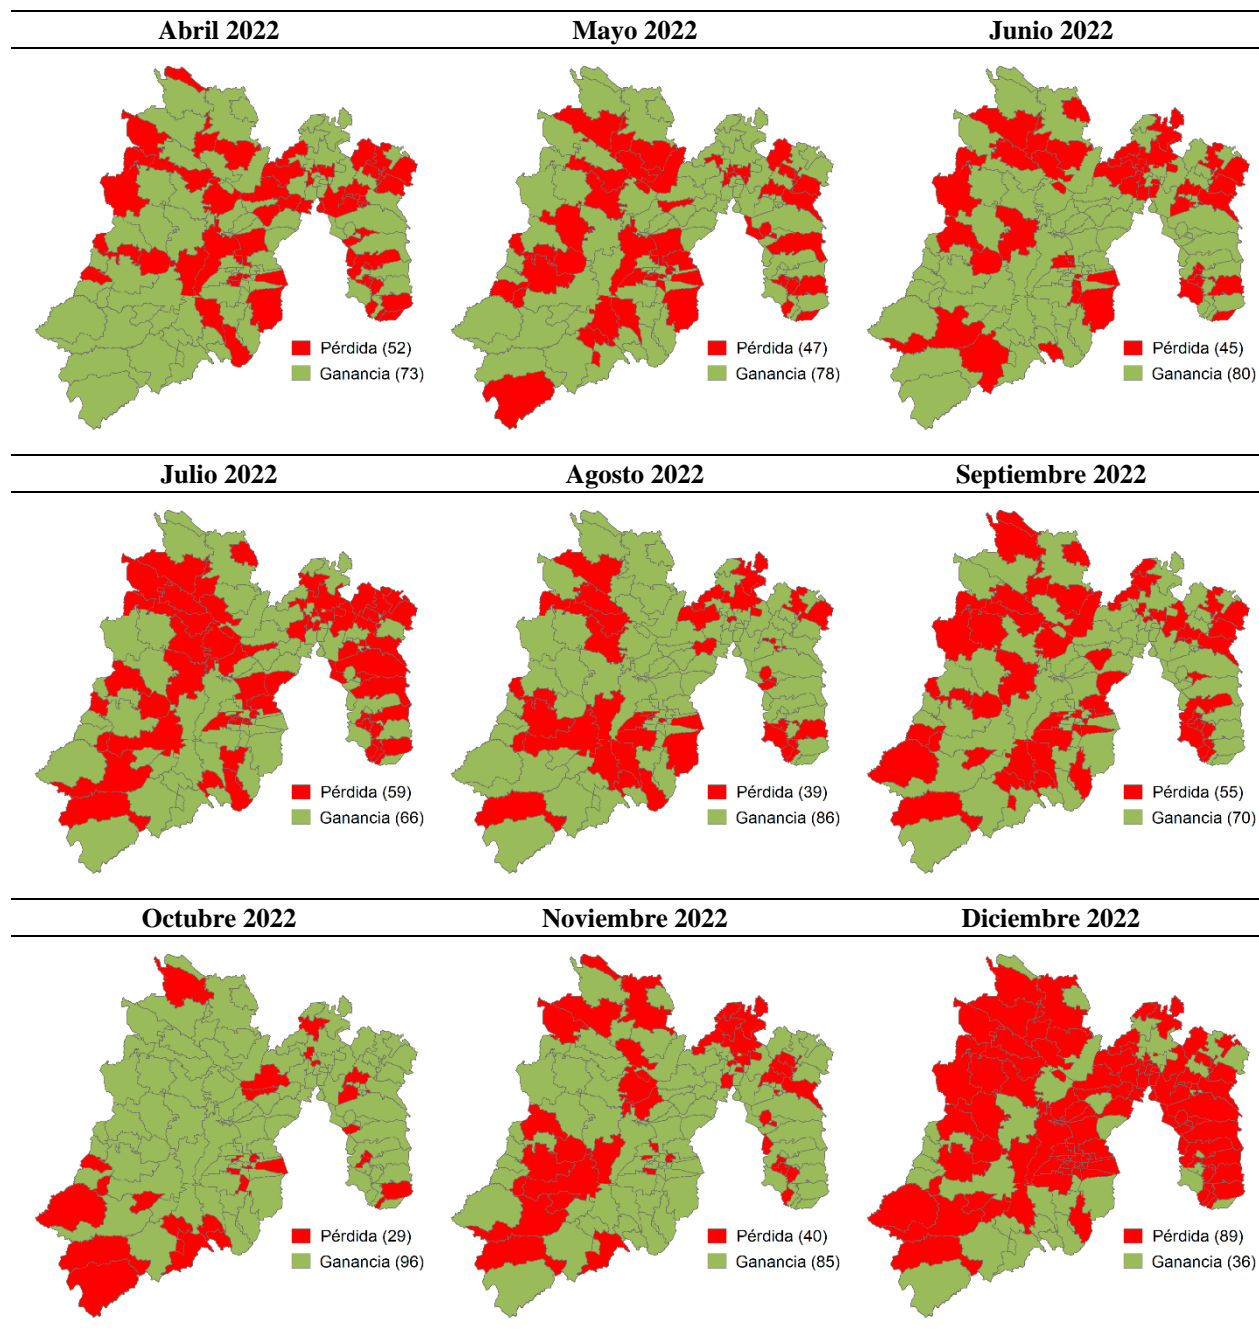 Abril 2022
Mayo 2022
Junio 2022
Pérdida (52)
Ganancia (73)
Pérdida (47)
Ganancia (78)
Pérdida (45)
Ganancia (80)
Julio 2022
Agosto 2022
Septiembre 2022
Pérdida (59)
Ganancia (66)
Pérdida (39)
Ganancia (86)
Pérdida (55)
Ganancia (70)
Octubre 2022
Noviembre 2022
Diciembre 2022
Pérdida (29)
Ganancia (96)
Pérdida (40)
Ganancia (85)
Pérdida (89)
Ganancia (36)